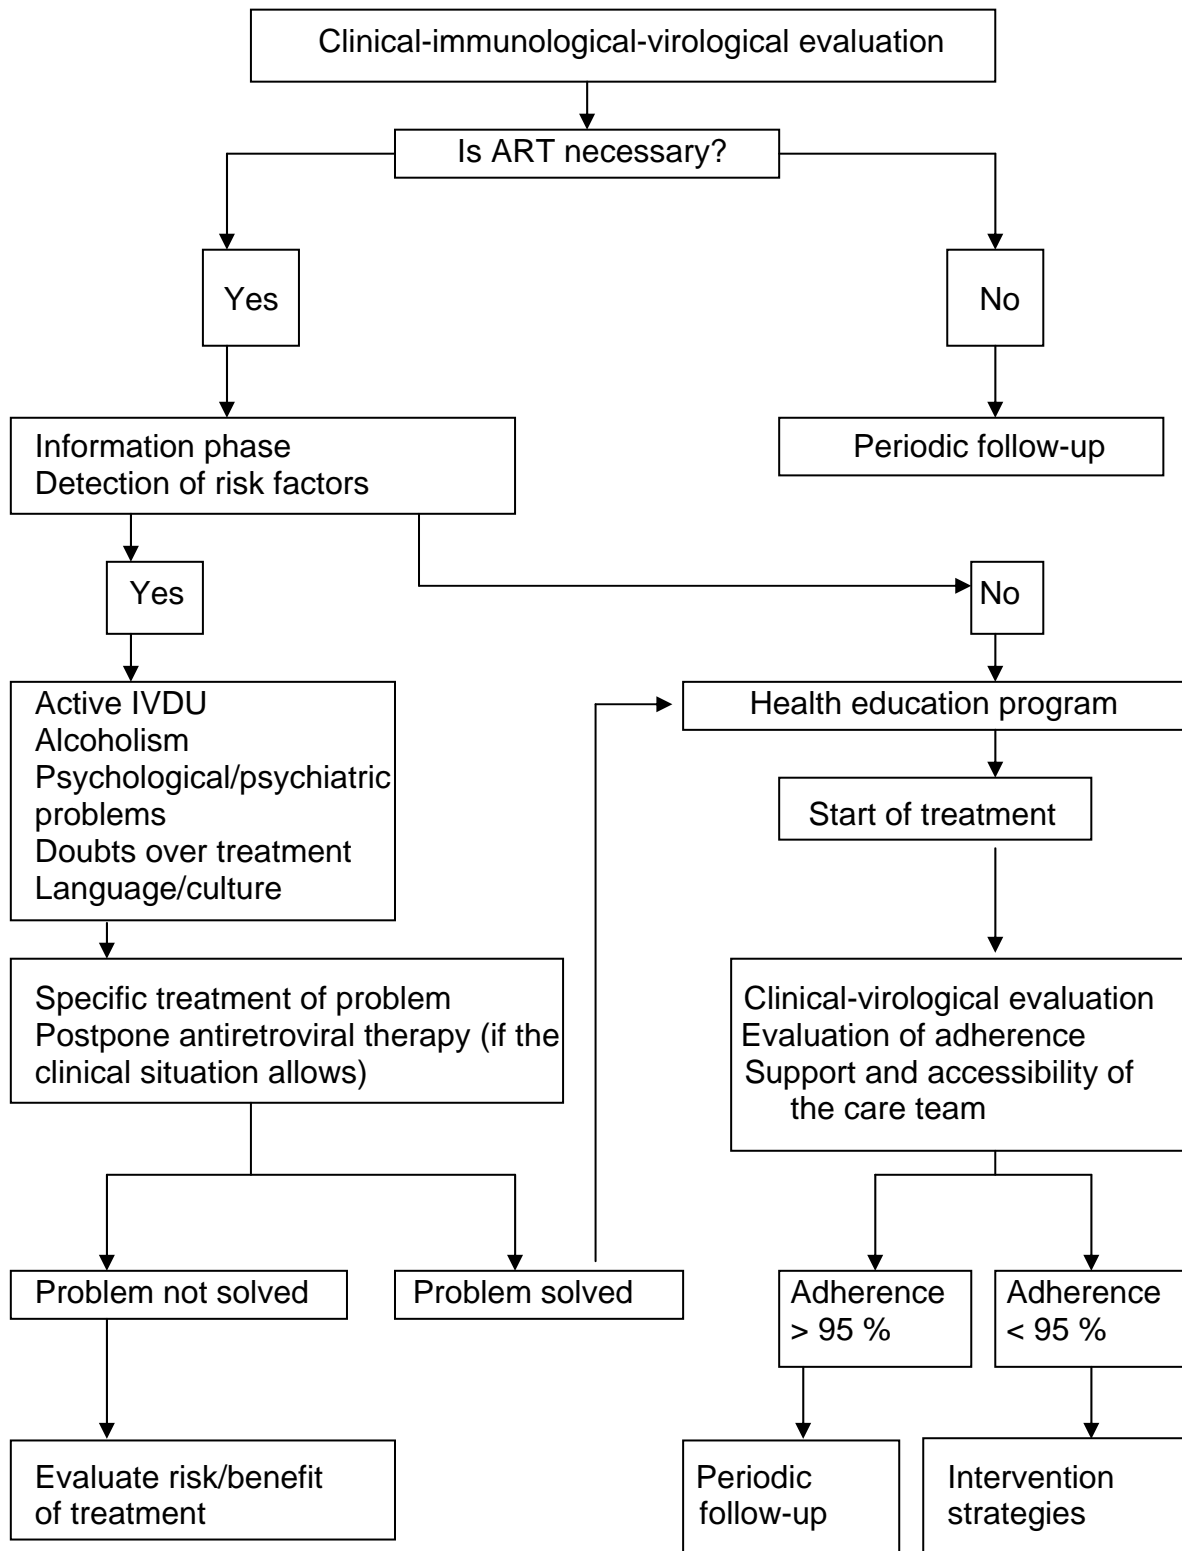 Clinical-immunological-virological evaluation
Is ART necessary?
Yes
No
Information phase
Detection of risk factors
Periodic follow-up
Yes
No
Active IVDU
Alcoholism
Psychological/psychiatric
problems
Doubts over treatment
Language/culture
Health education program
Start of treatment
Specific treatment of problem
Postpone antiretroviral therapy (if the
clinical situation allows)
Clinical-virological evaluation
Evaluation of adherence
Support and accessibility of
the care team
Problem not solved
Problem solved
Adherence
> 95 %
Adherence
< 95 %
Evaluate risk/benefit
of treatment
Periodic
follow-up
Intervention
strategies